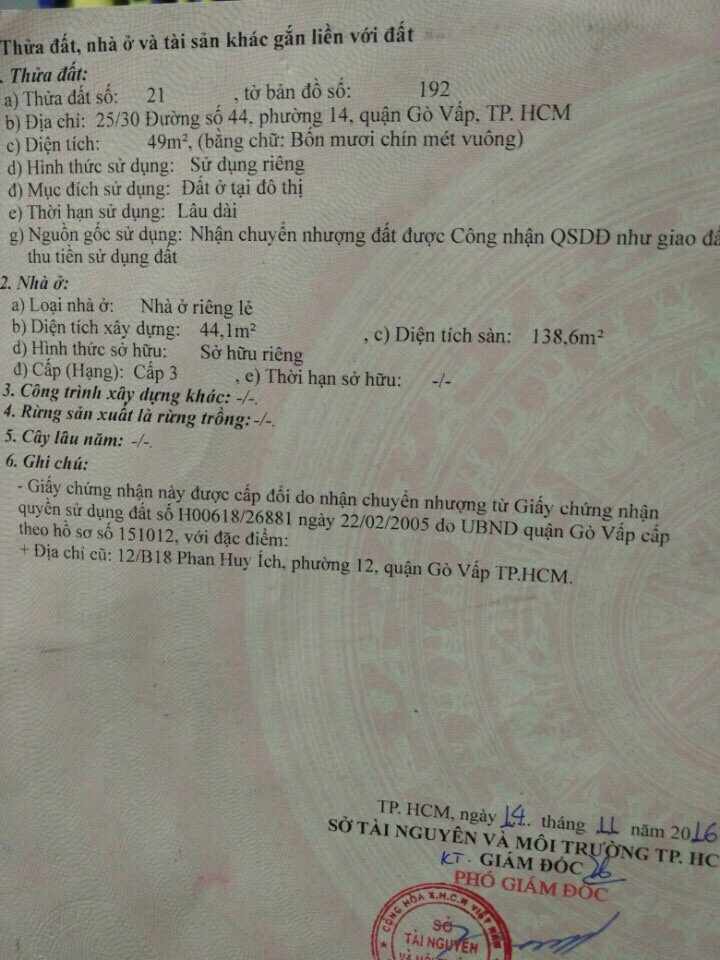 Thửa đất, nhà ở và tài sản khác gắn liền với đất
. Thửa đất:
a) Thửa đất số: 21 , tờ bản đồ số: 192
b) Địa chỉ: 25/30 Đường số 44, phường 14, quận Gò Vấp, TP. HCM
c) Diện tích: 49m², (bằng chữ: Bốn mươi chín mét vuông)
d) Hình thức sử dụng: Sử dụng riêng
đ) Mục đích sử dụng: Đất ở tại đô thị
e) Thời hạn sử dụng: Lâu dài
g) Nguồn gốc sử dụng: Nhận chuyển nhượng đất được Công nhận QSDĐ như giao đấ
thu tiền sử dụng đất
2. Nhà ở:
a) Loại nhà ở: Nhà ở riêng lẻ
b) Diện tích xây dựng: 44,1m² , c) Diện tích sàn: 138,6m²
d) Hình thức sở hữu: Sở hữu riêng
đ) Cấp (Hạng): Cấp 3 , e) Thời hạn sở hữu: -/-
3. Công trình xây dựng khác: -/-.
4. Rừng sản xuất là rừng trồng: -/-.
5. Cây lâu năm: -/-.
6. Ghi chú:
- Giấy chứng nhận này được cấp đổi do nhận chuyển nhượng từ Giấy chứng nhận
quyền sử dụng đất số H00618/26881 ngày 22/02/2005 do UBND quận Gò Vấp cấp
theo hồ sơ số 151012, với đặc điểm:
+ Địa chỉ cũ: 12/B18 Phan Huy Ích, phường 12, quận Gò Vấp TP.HCM.
TP. HCM, ngày 14 tháng 11 năm 2016
SỞ TÀI NGUYÊN VÀ MÔI TRƯỜNG TP. HC
KT. GIÁM ĐỐC
PHÓ GIÁM ĐỐC
CỘNG HÒA X.H.C.N VIỆT NAM
SỞ
TÀI NGUYÊN